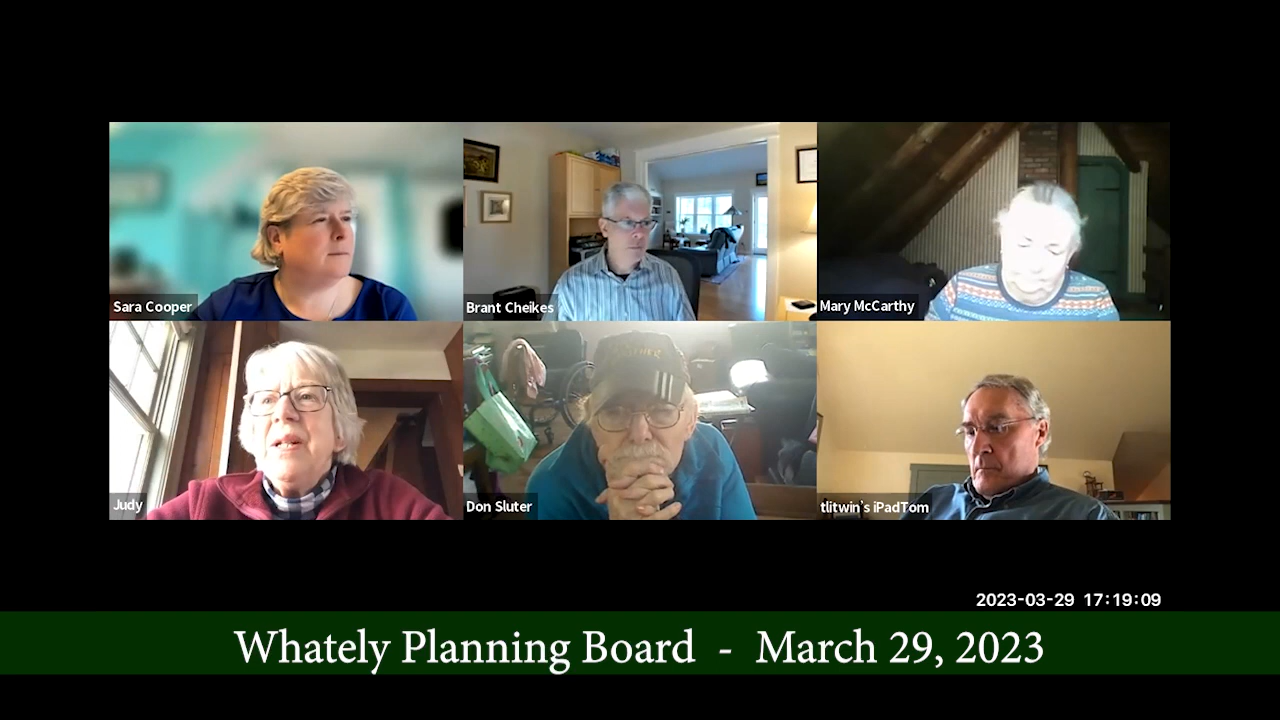 Sara Cooper
Brant Cheikes
Mary McCarthy
Judy
Don Sluter
tlitwin's iPadTom
2023-03-29 17:19:09
Whately Planning Board - March 29, 2023